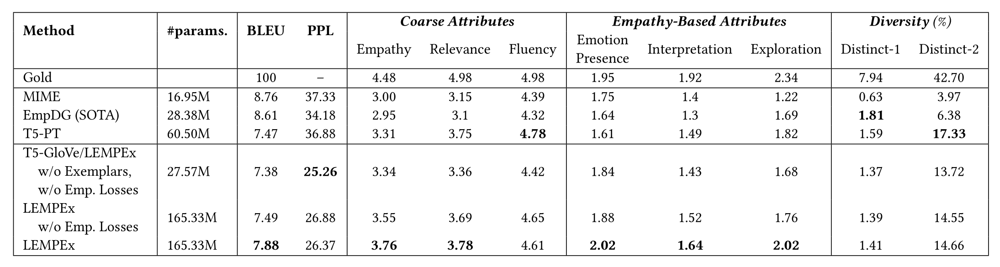 Method #params. BLEU PPL Coarse Attributes Empathy-Based Attributes Diversity (%)
Empathy Relevance Fluency Emotion Presence Interpretation Exploration Distinct-1 Distinct-2
Gold 100 – 4.48 4.98 4.98 1.95 1.92 2.34 7.94 42.70
MIME 16.95M 8.76 37.33 3.00 3.15 4.39 1.75 1.4 1.22 0.63 3.97
EmpDG (SOTA) 28.38M 8.61 34.18 2.95 3.1 4.32 1.64 1.3 1.69 1.81 6.38
T5-PT 60.50M 7.47 36.88 3.31 3.75 4.78 1.61 1.49 1.82 1.59 17.33
T5-GloVe/LEMPEx
w/o Exemplars, 27.57M 7.38 25.26 3.34 3.36 4.42 1.84 1.43 1.68 1.37 13.72
w/o Emp. Losses
LEMPEx
w/o Emp. Losses 165.33M 7.49 26.88 3.55 3.69 4.65 1.88 1.52 1.76 1.39 14.55
LEMPEx 165.33M 7.88 26.37 3.76 3.78 4.61 2.02 1.64 2.02 1.41 14.66